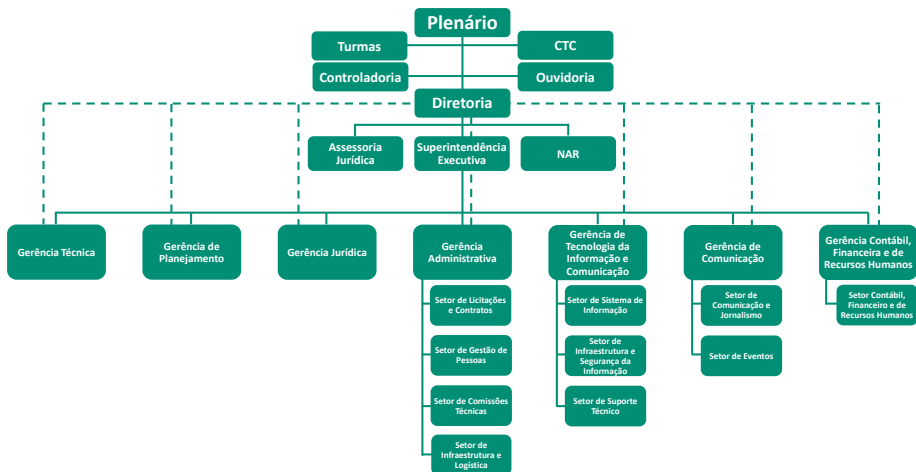 Plenário
Turmas
CTC
Controladoria
Ouvidoria
Diretoria
Assessoria
Jurídica
Superintendência
Executiva
NAR
Gerência Técnica
Gerência de
Planejamento
Gerência Jurídica
Gerência
Administrativa
Gerência de
Tecnologia da
Informação e
Comunicação
Gerência de
Comunicação
Gerência Contábil,
Financeira e de
Recursos Humanos
Setor de Licitações
e Contratos
Setor de Gestão de
Pessoas
Setor de Comissões
Técnicas
Setor de
Infraestrutura e
Logística
Setor de Sistema de
Informação
Setor de
Infraestrutura e
Segurança da
Informação
Setor de Suporte
Técnico
Setor de
Comunicação e
Jornalismo
Setor de Eventos
Setor Contábil,
Financeiro e de
Recursos Humanos